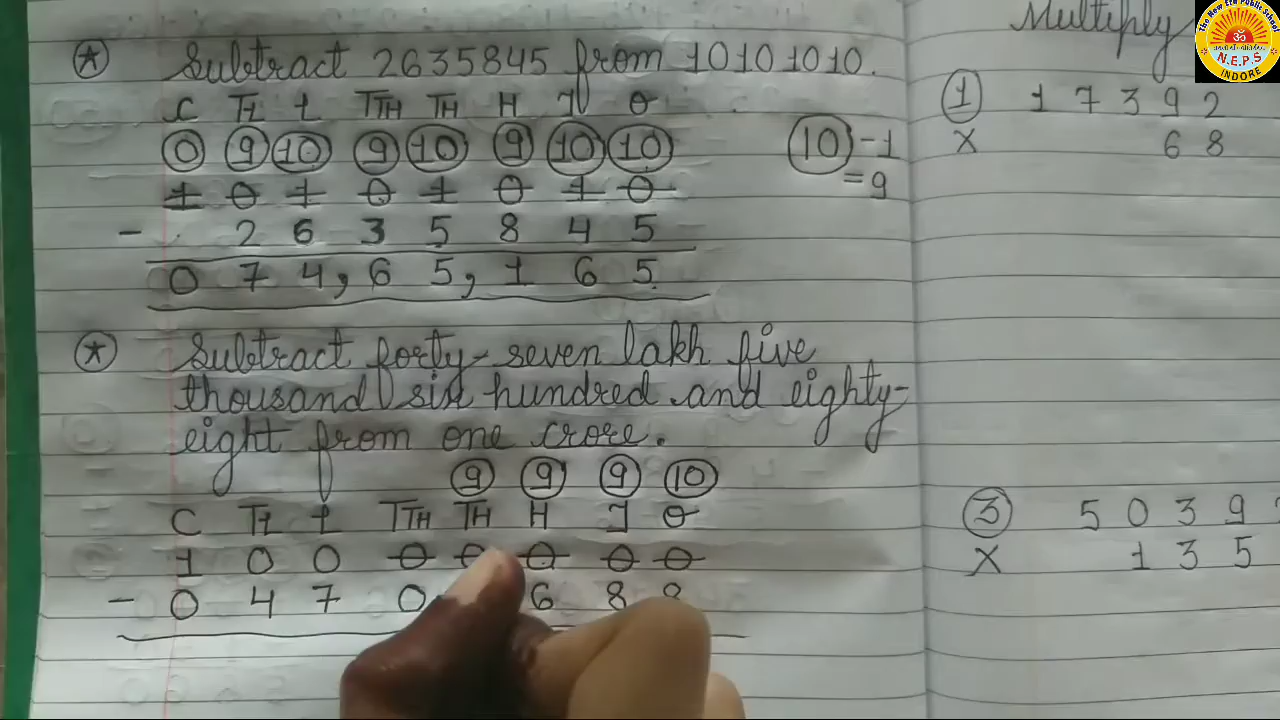 * Subtract 2635845 from 10101010.
C TL L TTH TH H T O
0 9 10 9 10 9 10 10
1 0 1 0 1 0 1 0
- 2 6 3 5 8 4 5
0 7 4, 6 5, 1 6 5
10 - 1
= 9
* Subtract forty-seven lakh five
thousand six hundred and eighty-
eight from one crore.
9 9 9 10
C TL L TTH TH H T O
1 0 0 0 0 0 0 0
- 0 4 7 0 6 8 8
Multiply
1 1 7 3 9 2
x 6 8
3 5 0 3 9
x 1 3 5
The New Era Public School
ॐ
N.E.P.S
INDORE